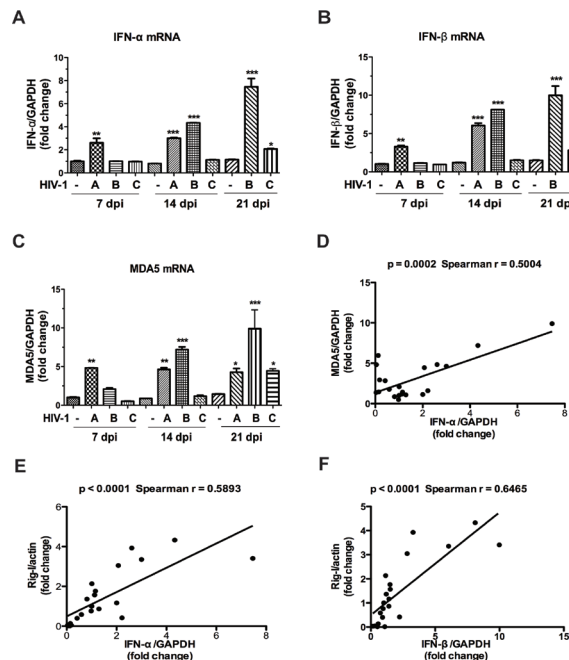 A
IFN-α mRNA
IFN-α/GAPDH
(fold change)
10
8
6
4
2
0
**
***
***
***
*
HIV-1 - A B C - A B C - B C
7 dpi 14 dpi 21 dpi
B
IFN-β mRNA
IFN-β/GAPDH
(fold change)
15
10
5
0
**
***
***
***
HIV-1 - A B C - A B C - B
7 dpi 14 dpi 21 dp
C
MDA5 mRNA
MDA5/GAPDH
(fold change)
15
10
5
0
**
**
***
*
***
*
HIV-1 - A B C - A B C - A B C
7 dpi 14 dpi 21 dpi
D
p = 0.0002 Spearman r = 0.5004
MDA5/GAPDH
(fold change)
15
10
5
0
0 2 4 6 8
IFN-α/GAPDH
(fold change)
E
p < 0.0001 Spearman r = 0.5893
Rig-I/actin
(fold change)
6
4
2
0
0 2 4 6 8
IFN-α/GAPDH
(fold change)
F
p < 0.0001 Spearman r = 0.6465
Rig-I/actin
(fold change)
5
4
3
2
1
0
0 5 10 15
IFN-β/GAPDH
(fold change)